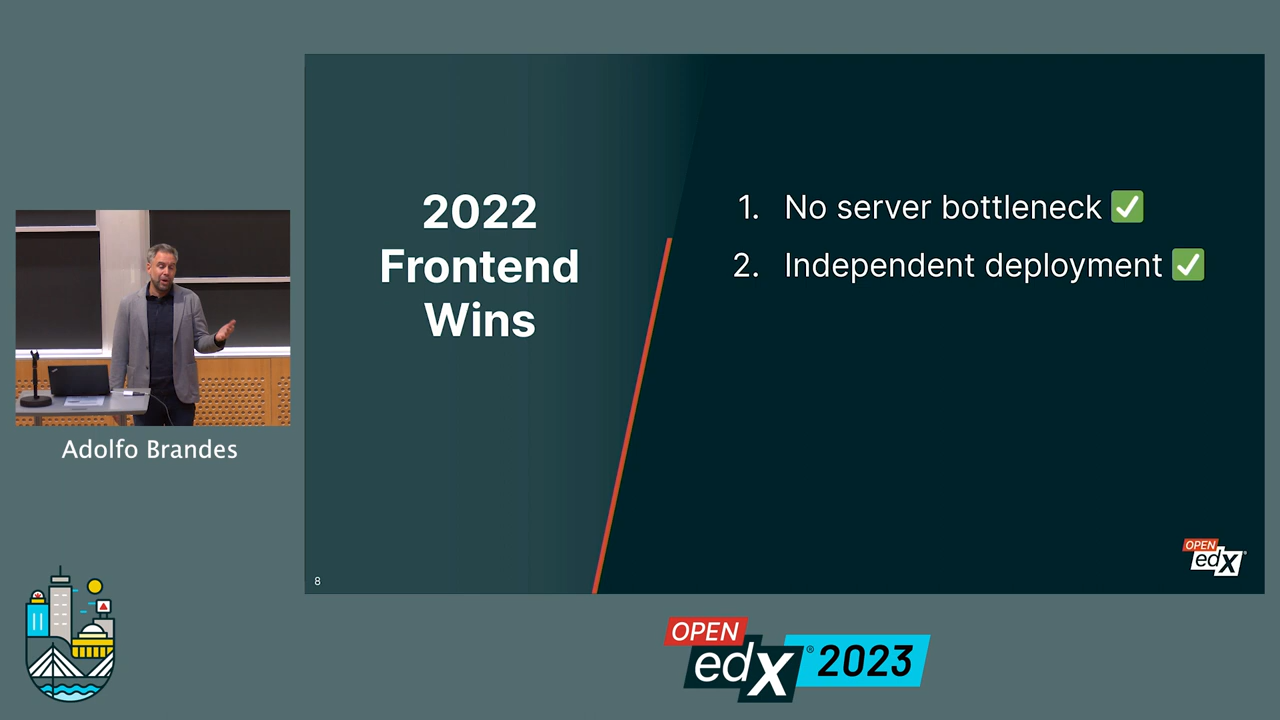 2022
Frontend
Wins
1. No server bottleneck ✅
2. Independent deployment ✅
8
OPEN
edX®
Adolfo Brandes
OPEN
edX® 2023